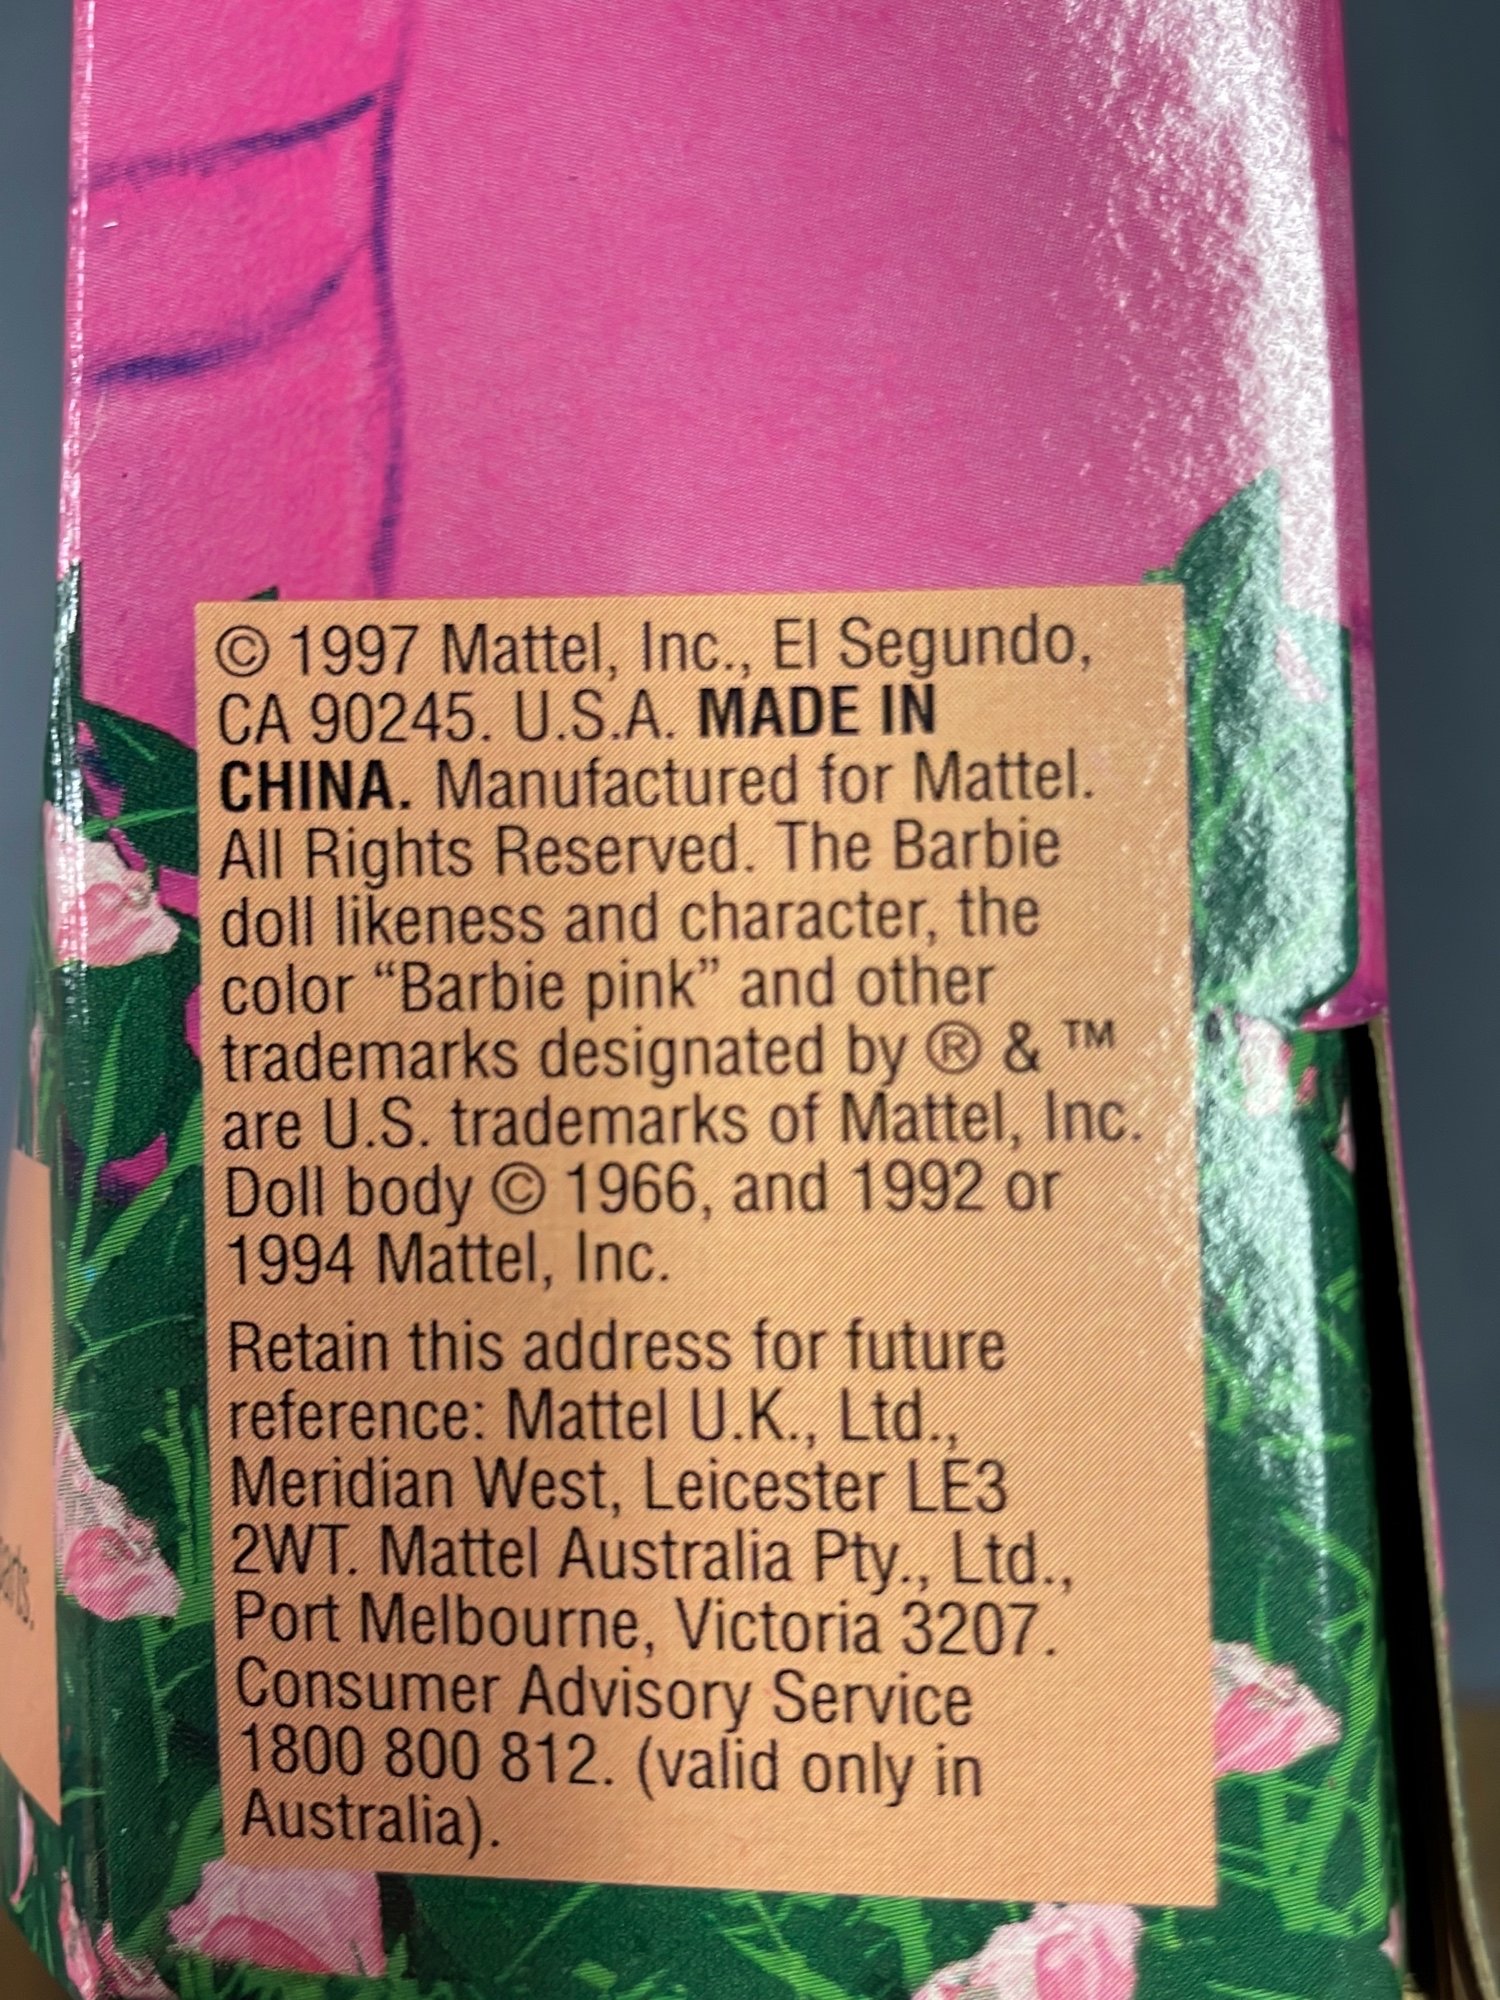 © 1997 Mattel, Inc., El Segundo,
CA 90245. U.S.A. MADE IN
CHINA. Manufactured for Mattel.
All Rights Reserved. The Barbie
doll likeness and character, the
color “Barbie pink” and other
trademarks designated by ® & ™
are U.S. trademarks of Mattel, Inc.
Doll body © 1966, and 1992 or
1994 Mattel, Inc.
Retain this address for future
reference: Mattel U.K., Ltd.,
Meridian West, Leicester LE3
2WT. Mattel Australia Pty., Ltd.,
Port Melbourne, Victoria 3207.
Consumer Advisory Service
1800 800 812. (valid only in
Australia).